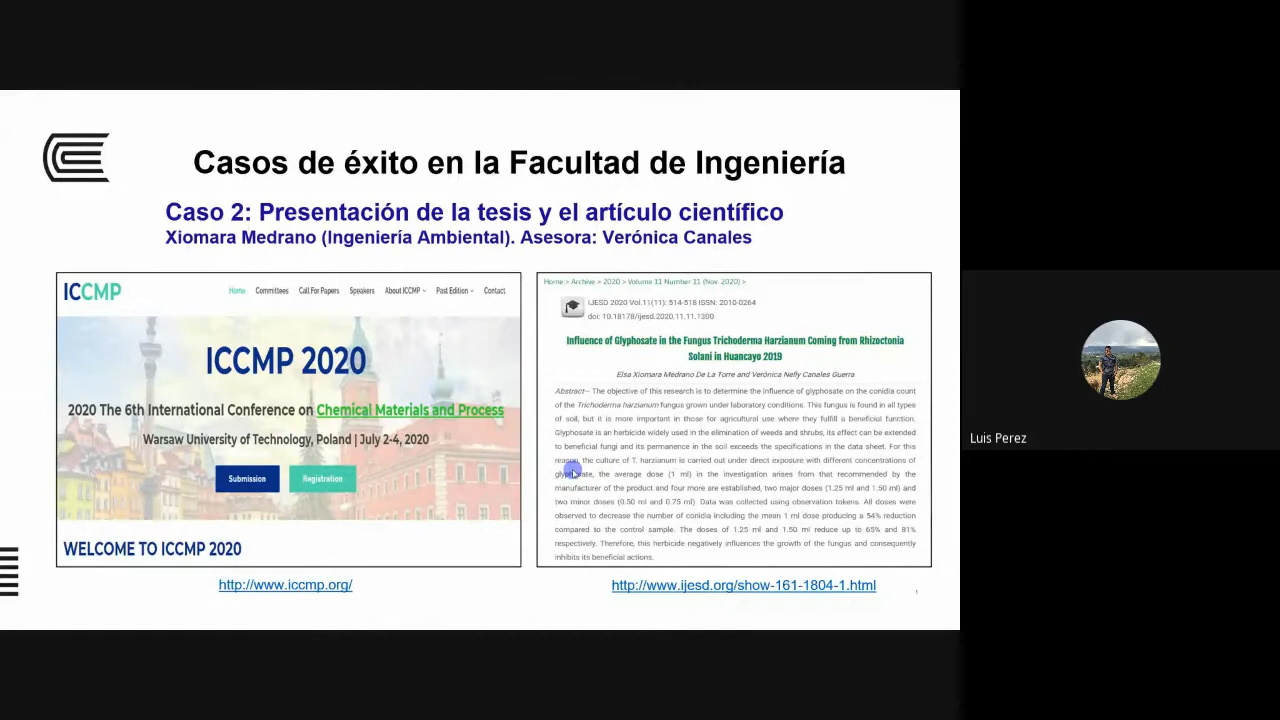 Casos de éxito en la Facultad de Ingeniería
Caso 2: Presentación de la tesis y el artículo científico
Xiomara Medrano (Ingeniería Ambiental). Asesora: Verónica Canales
ICCMP
Home Committees Call For Papers Speakers About ICCMP Past Edition Contact
ICCMP 2020
2020 The 6th International Conference on Chemical Materials and Process
Warsaw University of Technology, Poland | July 2-4, 2020
Submission Registration
WELCOME TO ICCMP 2020
http://www.iccmp.org/
Home > Archive > 2020 > Volume 11 Number 11 (Nov. 2020) >
IJESD 2020 Vol.11(11): 514-518 ISSN: 2010-0264
doi: 10.18178/ijesd.2020.11.11.1300
Influence of Glyphosate in the Fungus Trichoderma Harzianum Coming from Rhizoctonia
Solani in Huancayo 2019
Elsa Xiomara Medrano De La Torre and Verónica Nelly Canales Guerra
Abstract— The objective of this research is to determine the influence of glyphosate on the conidia count
of the Trichoderma harzianum fungus grown under laboratory conditions. This fungus is found in all types
of soil, but it is more important in those for agricultural use where they fulfill a beneficial function.
Glyphosate is an herbicide widely used in the elimination of weeds and shrubs, its effect can be extended
to beneficial fungi and its permanence in the soil exceeds the specifications in the data sheet. For this
reason, the culture of T. harzianum is carried out under direct exposure with different concentrations of
glyphosate, the average dose (1 ml) in the investigation arises from that recommended by the
manufacturer of the product and four more are established, two major doses (1.25 ml and 1.50 ml) and
two minor doses (0.50 ml and 0.75 ml). Data was collected using observation tokens. All doses were
observed to decrease the number of conidia including the mean 1 ml dose producing a 54% reduction
compared to the control sample. The doses of 1.25 ml and 1.50 ml reduce up to 65% and 81%
respectively. Therefore, this herbicide negatively influences the growth of the fungus and consequently
inhibits its beneficial actions.
http://www.ijesd.org/show-161-1804-1.html
1
Luis Perez